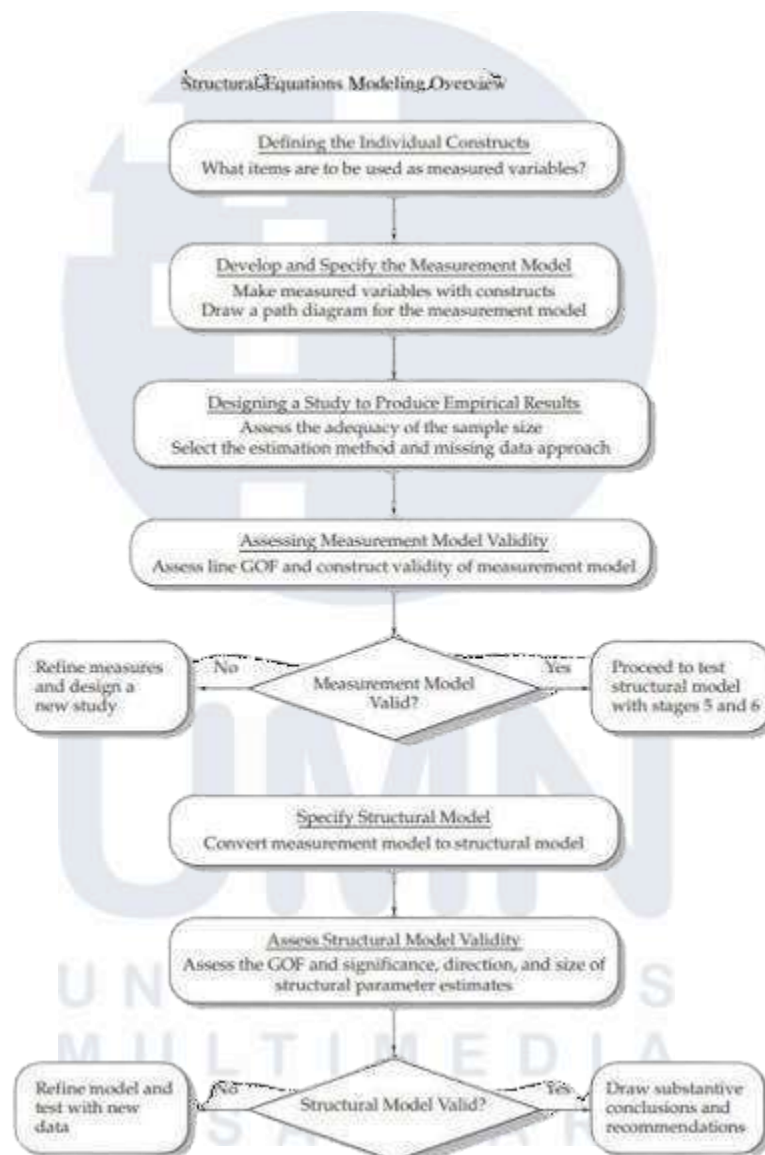 Structural Equations Modeling Overview
Defining the Individual Constructs
What items are to be used as measured variables?
Develop and Specify the Measurement Model
Make measured variables with constructs
Draw a path diagram for the measurement model
Designing a Study to Produce Empirical Results
Assess the adequacy of the sample size
Select the estimation method and missing data approach
Assessing Measurement Model Validity
Assess line GOF and construct validity of measurement model
Refine measures
and design a
new study
No
Measurement Model
Valid?
Yes
Proceed to test
structural model
with stages 5 and 6
UMN
Specify Structural Model
Convert measurement model to structural model
Assess Structural Model Validity
Assess the GOF and significance, direction, and size of
structural parameter estimates
MULTIMEDIA
Refine model and
test with new
data
No
Structural Model Valid?
Yes
Draw substantive
conclusions and
recommendations